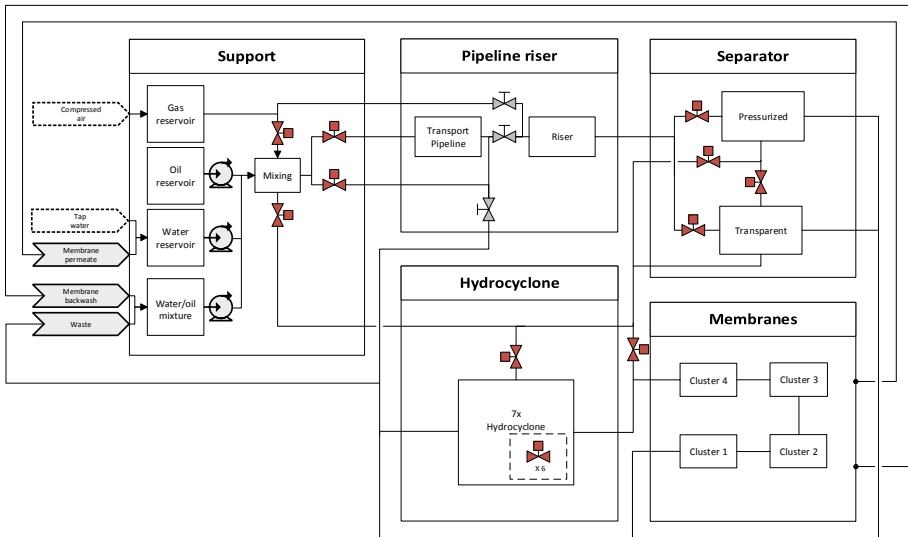 Support
Pipeline riser
Separator
Compressed
air
Gas
reservoir
Pressurized
Transport
Pipeline
Riser
Oil
reservoir
Mixing
Tap
water
Water
reservoir
Transparent
Membrane
permeate
Hydrocyclone
Membrane
backwash
Water/oil
mixture
Waste
Membranes
Cluster 4
Cluster 3
7x
Hydrocyclone
X 6
Cluster 1
Cluster 2